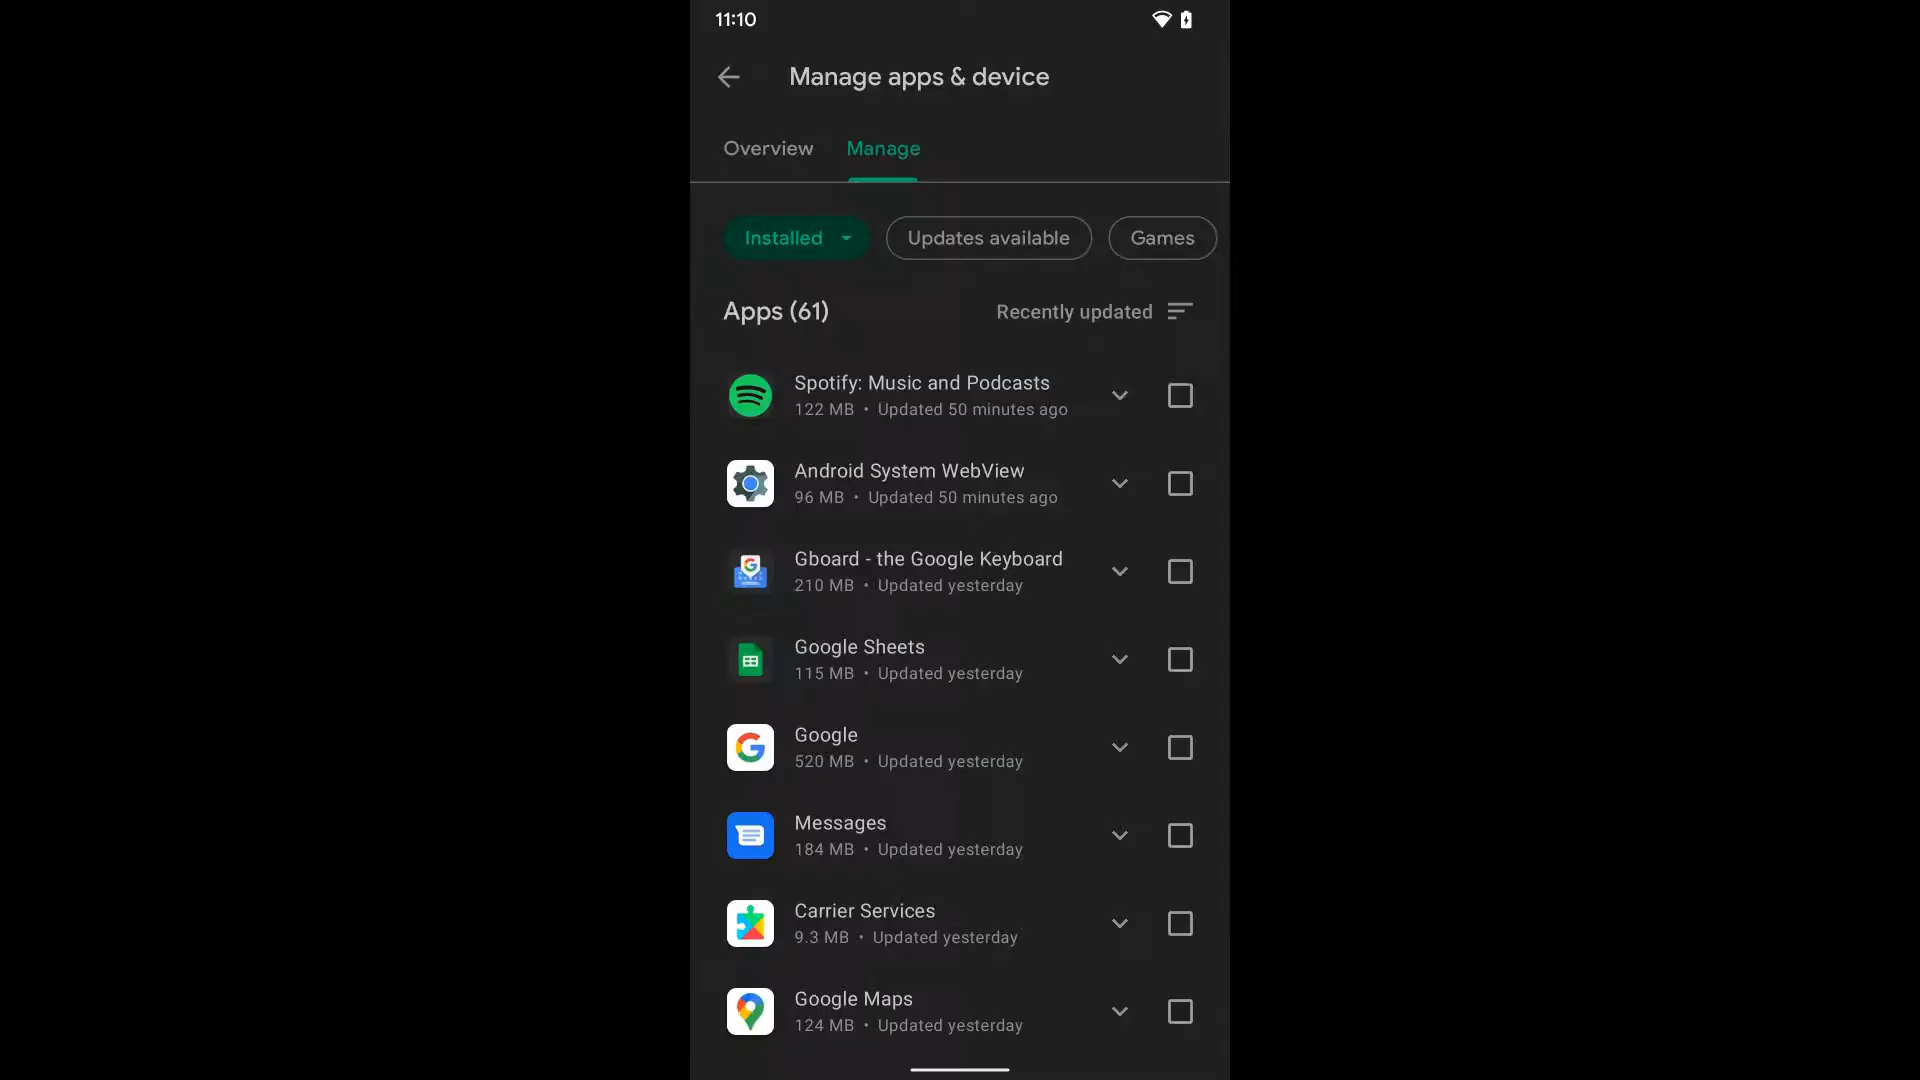 11:10
Manage apps & device
Overview Manage
Installed Updates available Games
Apps (61) Recently updated
Spotify: Music and Podcasts
122 MB • Updated 50 minutes ago
Android System WebView
96 MB • Updated 50 minutes ago
Gboard - the Google Keyboard
210 MB • Updated yesterday
Google Sheets
115 MB • Updated yesterday
Google
520 MB • Updated yesterday
Messages
184 MB • Updated yesterday
Carrier Services
9.3 MB • Updated yesterday
Google Maps
124 MB • Updated yesterday